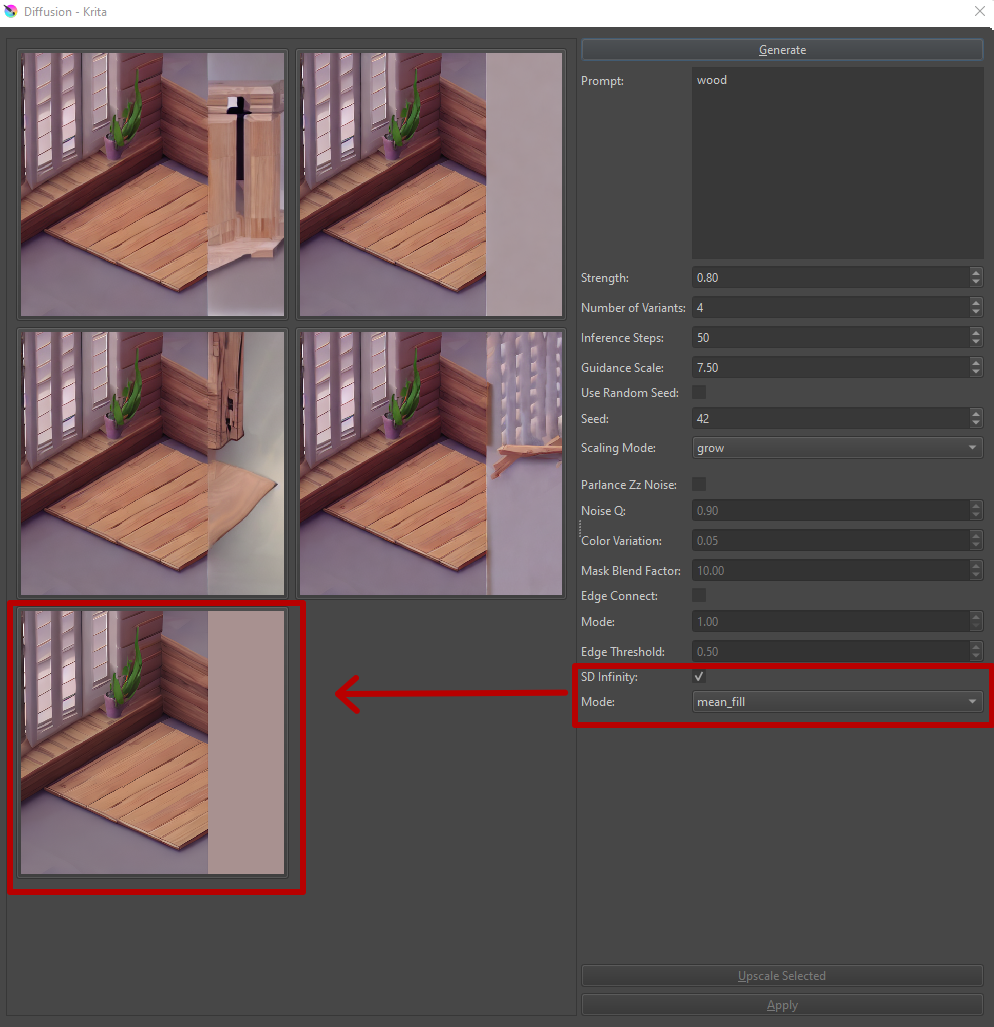 Diffusion - Krita
Generate
Prompt: wood
Strength: 0.80
Number of Variants: 4
Inference Steps: 50
Guidance Scale: 7.50
Use Random Seed:
Seed: 42
Scaling Mode: grow
Parlance Zz Noise:
Noise Q: 0.90
Color Variation: 0.05
Mask Blend Factor: 10.00
Edge Connect:
Mode: 1.00
Edge Threshold: 0.50
SD Infinity:
Mode: mean_fill
Upscale Selected
Apply